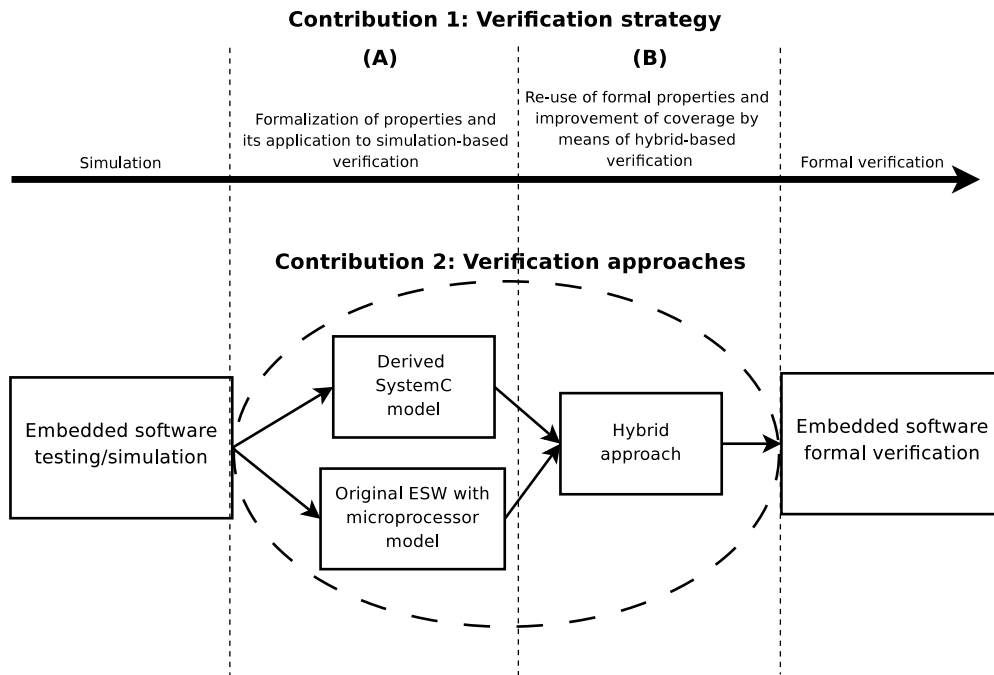 Contribution 1: Verification strategy
(A)
(B)
Simulation
Formalization of properties and
its application to simulation-based
verification
Re-use of formal properties and
improvement of coverage by
means of hybrid-based
verification
Formal verification
Contribution 2: Verification approaches
Embedded software
testing/simulation
Derived
SystemC
model
Original ESW with
microprocessor
model
Hybrid
approach
Embedded software
formal verification